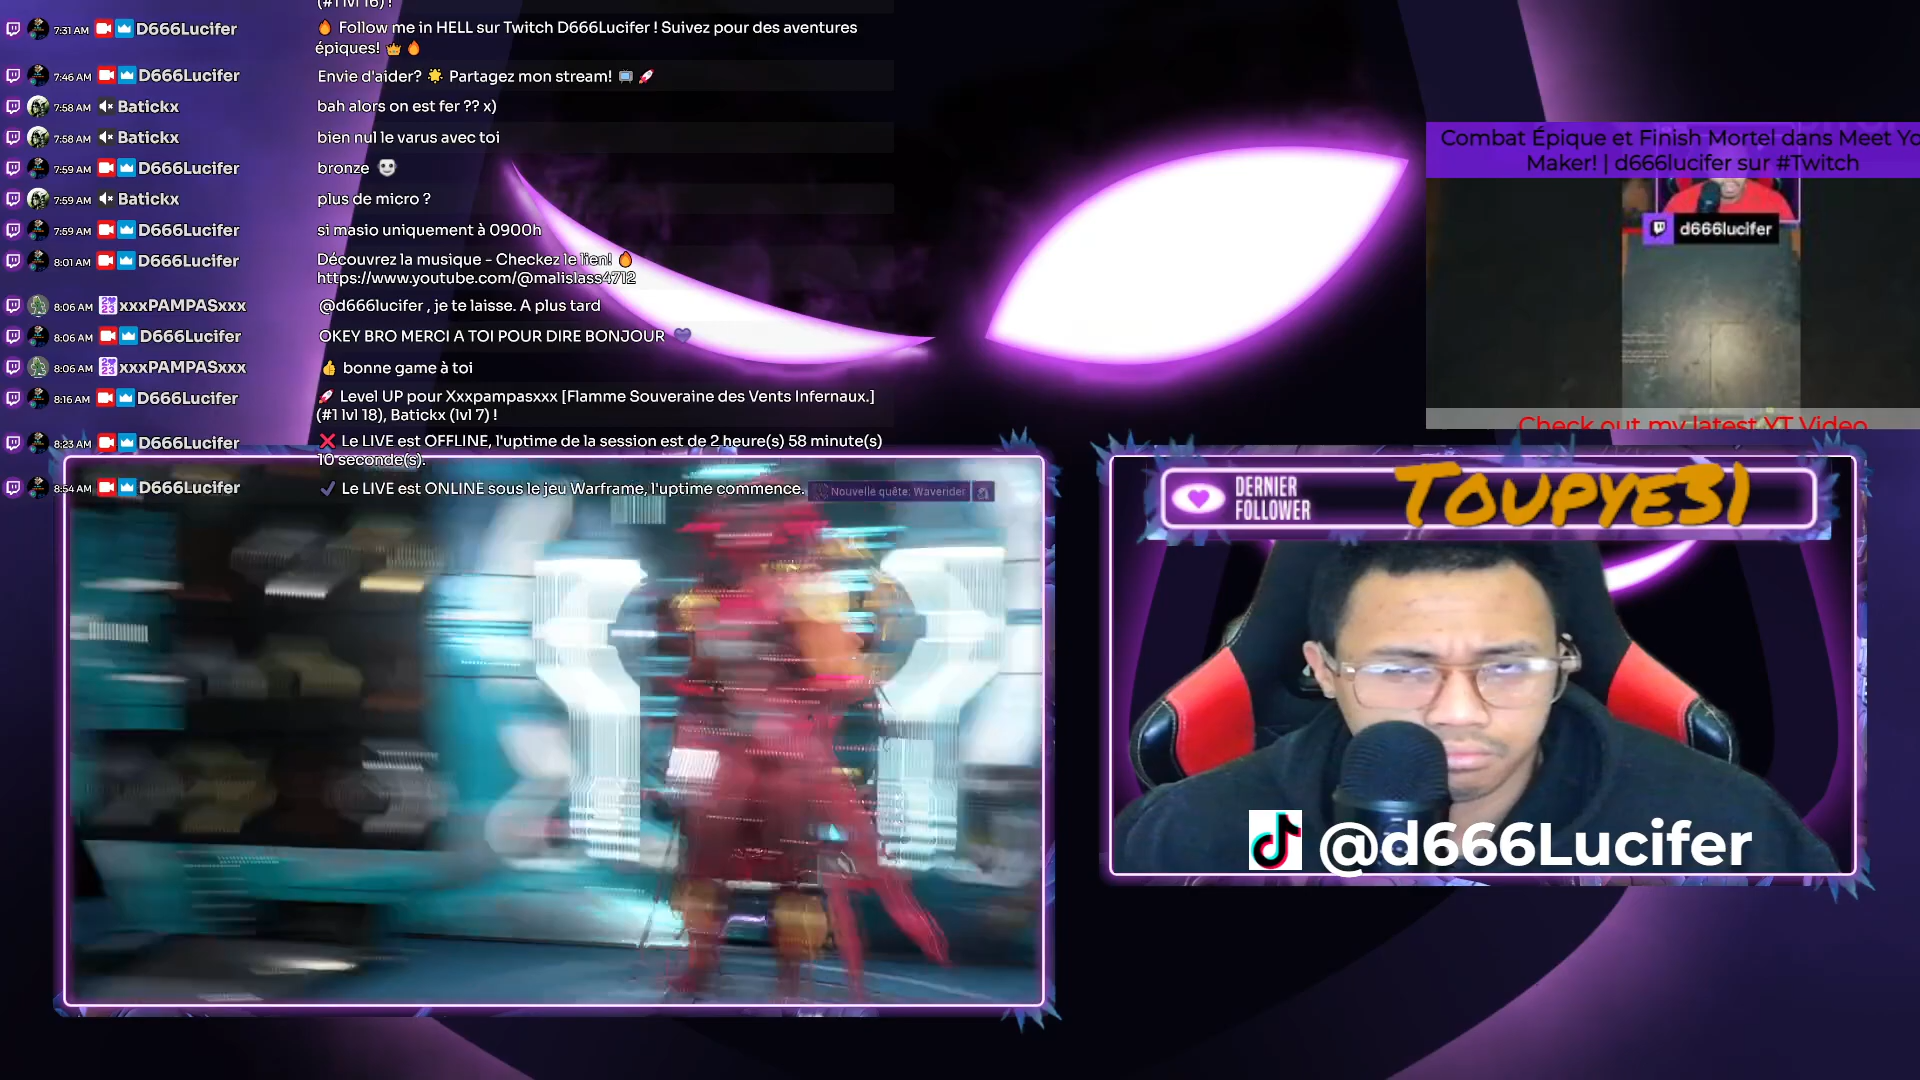 (#1 lvl 16) !
7:31 AM D666Lucifer Follow me in HELL sur Twitch D666Lucifer ! Suivez pour des aventures
épiques! 👑 🔥
7:46 AM D666Lucifer Envie d'aider? 🌟 Partagez mon stream! 📺 🚀
7:58 AM Batickx bah alors on est fer ?? x)
7:58 AM Batickx bien nul le varus avec toi
7:59 AM D666Lucifer bronze 💀
7:59 AM Batickx plus de micro ?
7:59 AM D666Lucifer si masio uniquement à 0900h
8:01 AM D666Lucifer Découvrez la musique - Checkez le lien! 🔥
https://www.youtube.com/@malislass4712
8:06 AM xxxPAMPASxxx @d666lucifer , je te laisse. A plus tard
8:06 AM D666Lucifer OKEY BRO MERCI A TOI POUR DIRE BONJOUR 💜
8:06 AM xxxPAMPASxxx 👍 bonne game à toi
8:16 AM D666Lucifer 🚀 Level UP pour Xxxpampasxxx [Flamme Souveraine des Vents Infernaux.]
(#1 lvl 18), Batickx (lvl 7) !
8:23 AM D666Lucifer ❌ Le LIVE est OFFLINE, l'uptime de la session est de 2 heure(s) 58 minute(s)
10 seconde(s).
8:54 AM D666Lucifer ✔ Le LIVE est ONLINE sous le jeu Warframe, l'uptime commence.
Nouvelle quête: Waverider
Combat Épique et Finish Mortel dans Meet Yo
Maker! | d666lucifer sur #Twitch
d666lucifer
Check out my latest YT Video
DERNIER
FOLLOWER
Toupye31
@d666Lucifer